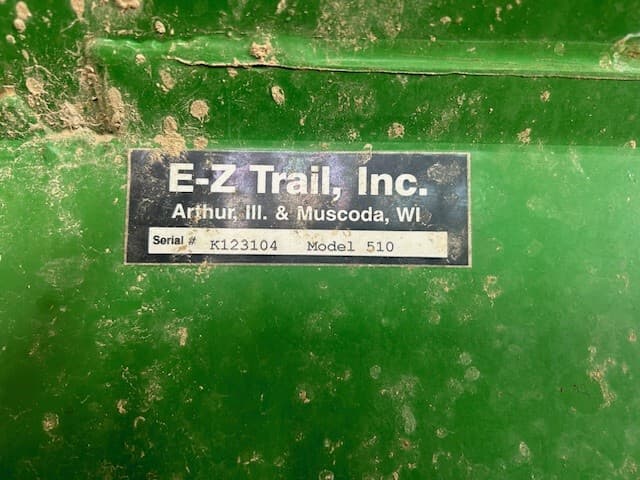 E-Z Trail, Inc.
Arthur, Ill. & Muscoda, WI
Serial # K123104 Model 510